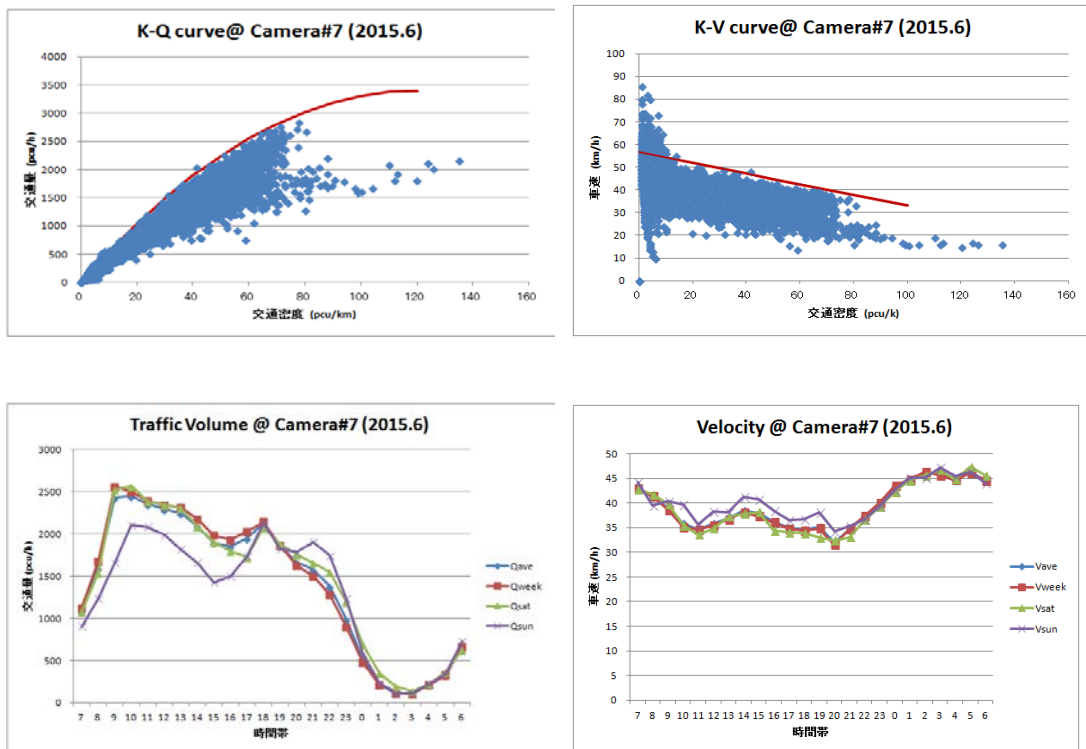 K-Q curve@ Camera#7 (2015.6)
4000
3500
3000
2500
2000
1500
1000
500
0
交通量 (pcu/h)
0 20 40 60 80 100 120 140 160
交通密度 (pcu/km)
K-V curve@ Camera#7 (2015.6)
100
90
80
70
60
50
40
30
20
10
0
車速 (km/h)
0 20 40 60 80 100 120 140 160
交通密度 (pcu/k)
Traffic Volume @ Camera#7 (2015.6)
3000
2500
2000
1500
1000
500
0
交通量 (pcu/h)
7 8 9 10 11 12 13 14 15 16 17 18 19 20 21 22 23 0 1 2 3 4 5 6
時間帯
Qave
Qweek
Qsat
Qsun
Velocity @ Camera#7 (2015.6)
50
45
40
35
30
25
20
15
10
5
0
車速 (km/h)
7 8 9 10 11 12 13 14 15 16 17 18 19 20 21 22 23 0 1 2 3 4 5 6
時間帯
Vave
Vweek
Vsat
Vsun